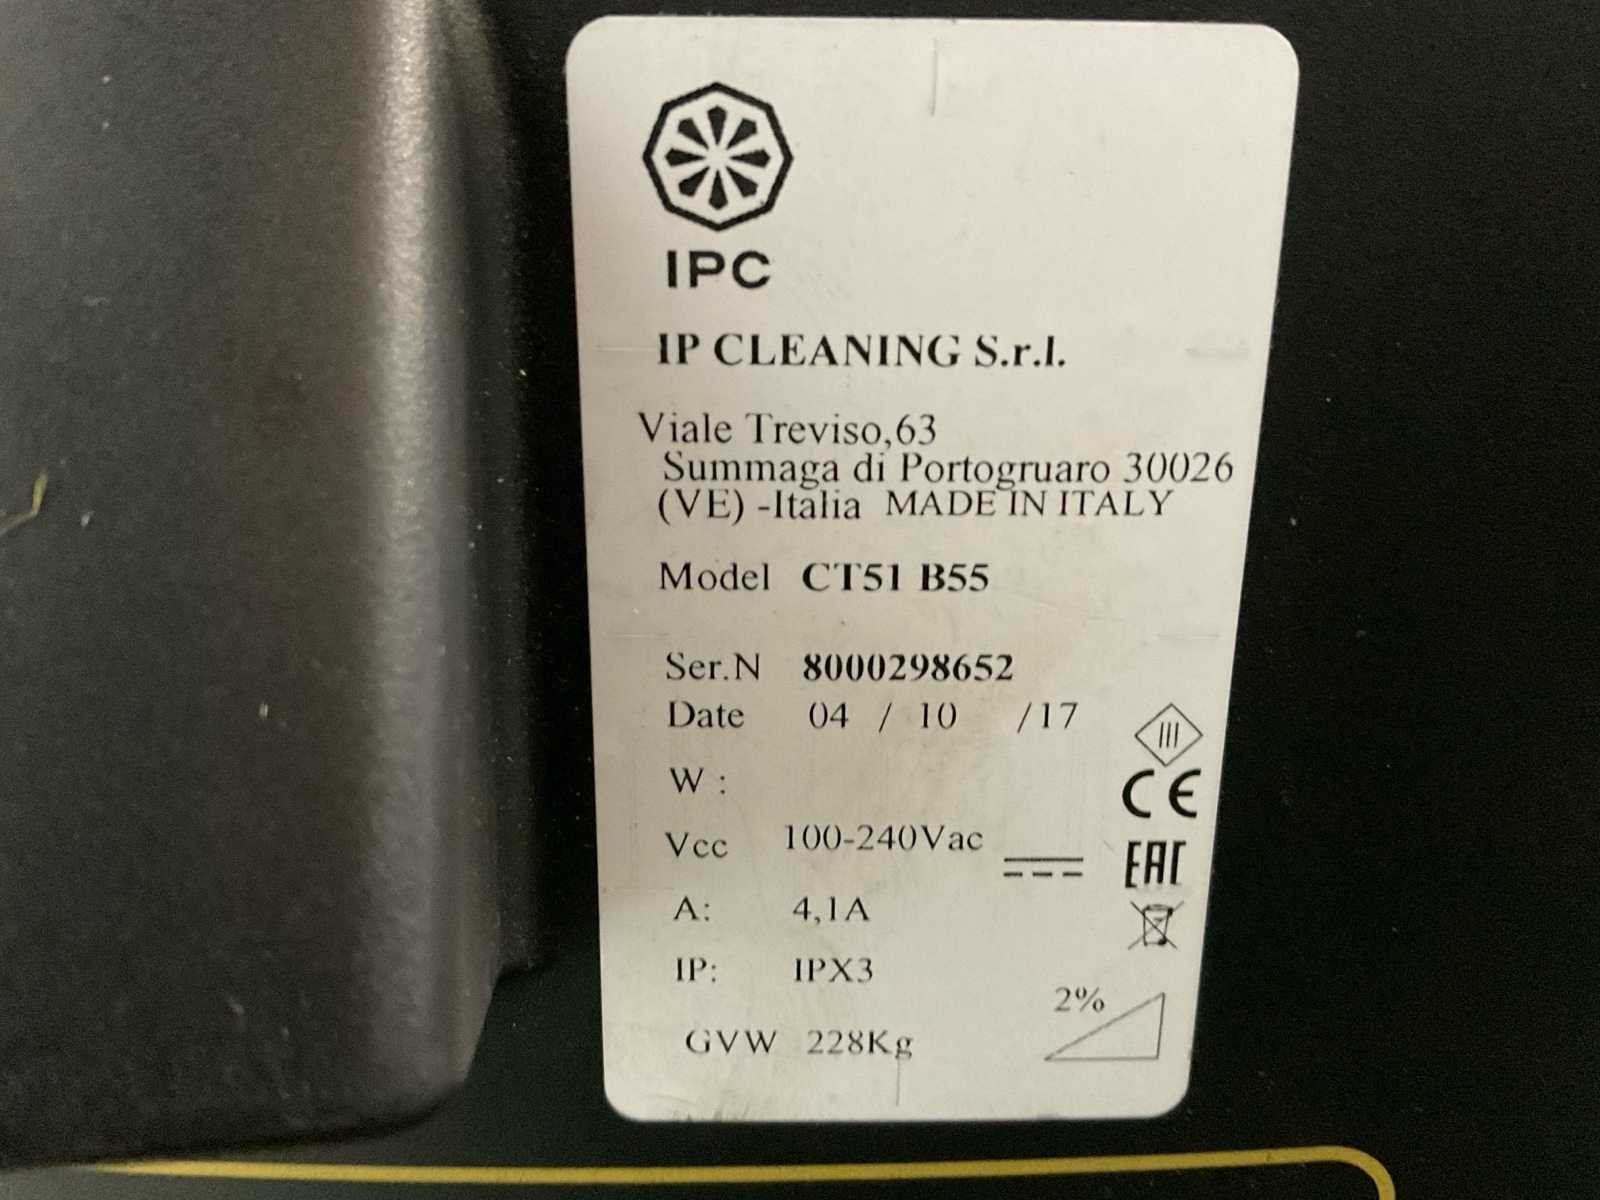 IPC
IP CLEANING S.r.l.
Viale Treviso,63
Summaga di Portogruaro 30026
(VE) -Italia MADE IN ITALY
Model CT51 B55
Ser.N 8000298652
Date 04 / 10 /17
III
W :
CE
Vcc 100-240Vac
EAC
A: 4,1A
IP: IPX3
2%
GVW 228Kg